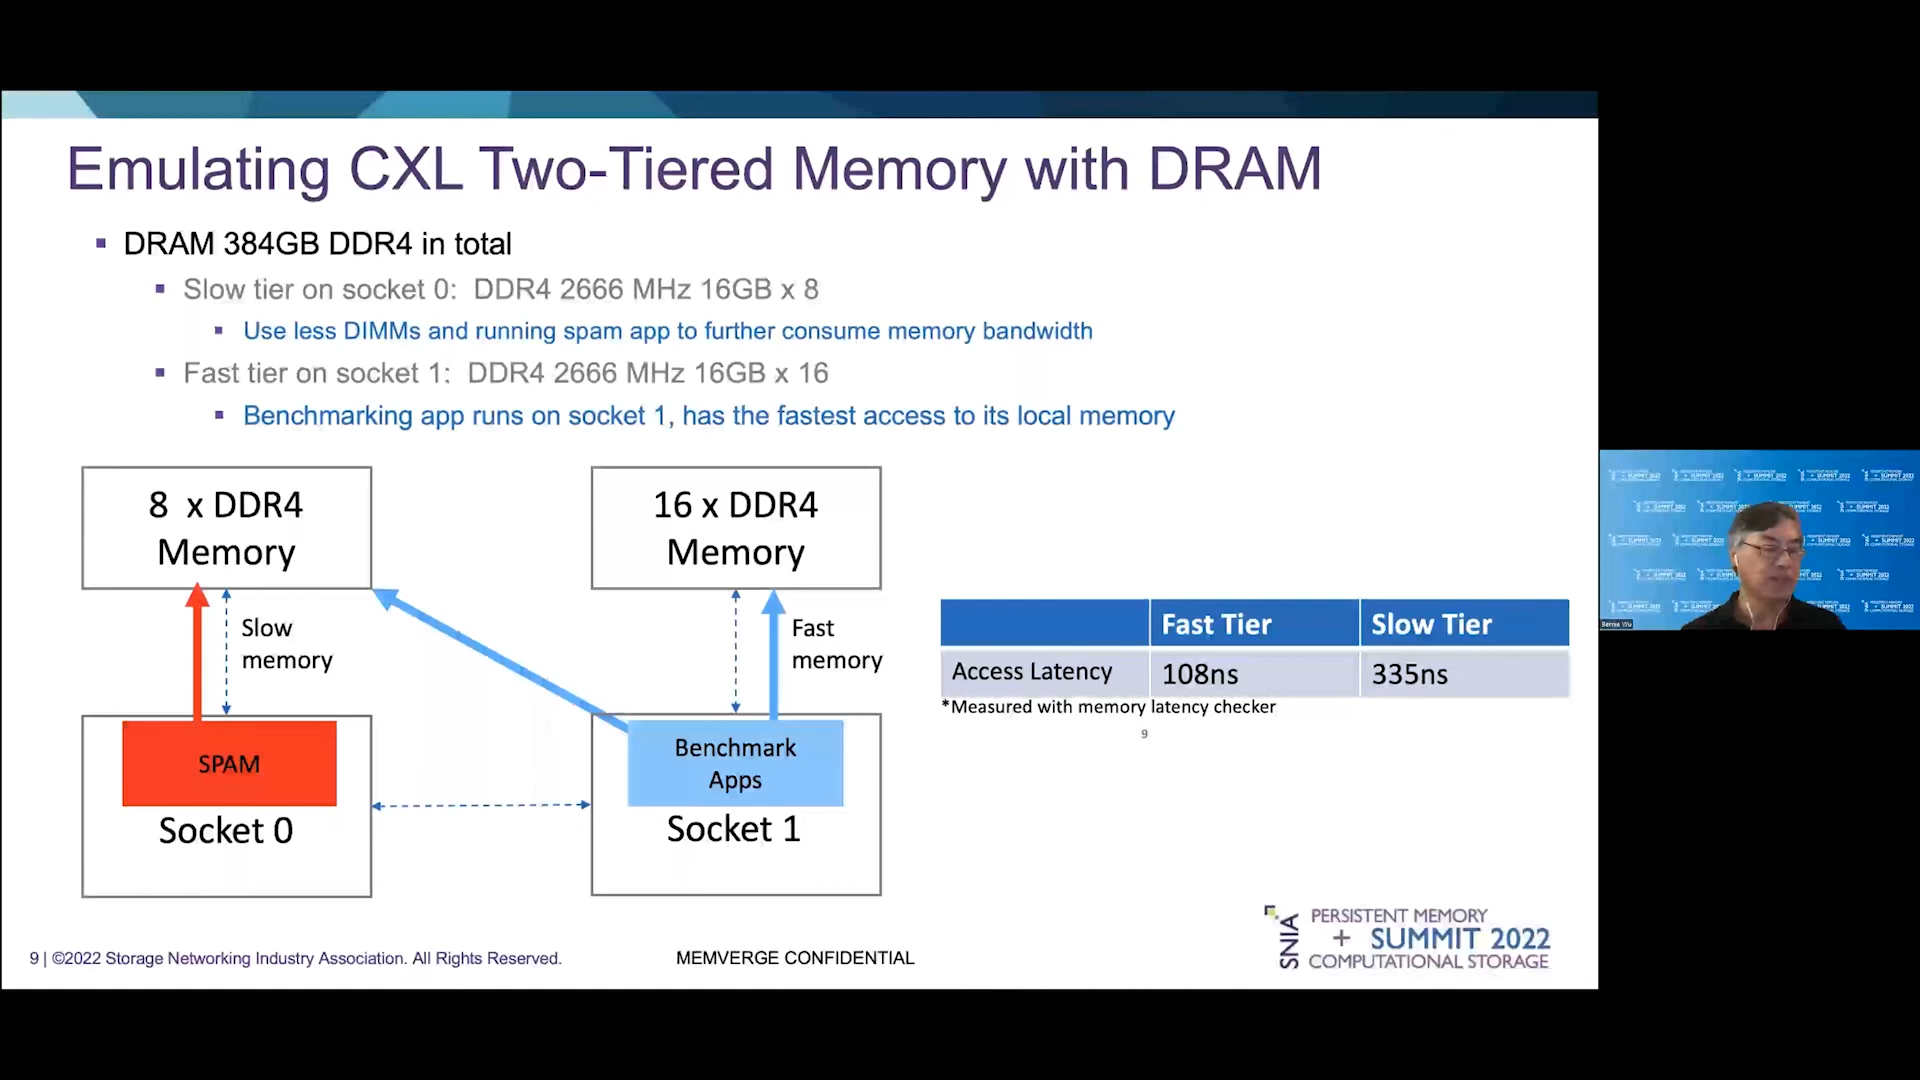 Emulating CXL Two-Tiered Memory with DRAM
DRAM 384GB DDR4 in total
Slow tier on socket 0: DDR4 2666 MHz 16GB x 8
Use less DIMMs and running spam app to further consume memory bandwidth
Fast tier on socket 1: DDR4 2666 MHz 16GB x 16
Benchmarking app runs on socket 1, has the fastest access to its local memory
8 x DDR4
Memory
16 x DDR4
Memory
Slow
memory
Fast
memory
SPAM
Socket 0
Benchmark
Apps
Socket 1
Fast Tier Slow Tier
Access Latency 108ns 335ns
*Measured with memory latency checker
9
9 | ©2022 Storage Networking Industry Association. All Rights Reserved.
MEMVERGE CONFIDENTIAL
SNIA
PERSISTENT MEMORY
+ SUMMIT 2022
COMPUTATIONAL STORAGE
Bernie Wu